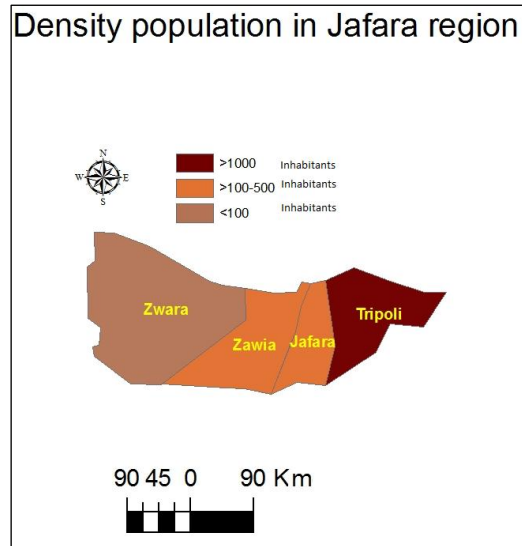 Density population in Jafara region
N
W E
S
>1000 Inhabitants
>100-500 Inhabitants
<100 Inhabitants
Zwara
Zawia
Jafara
Tripoli
90 45 0 90 Km